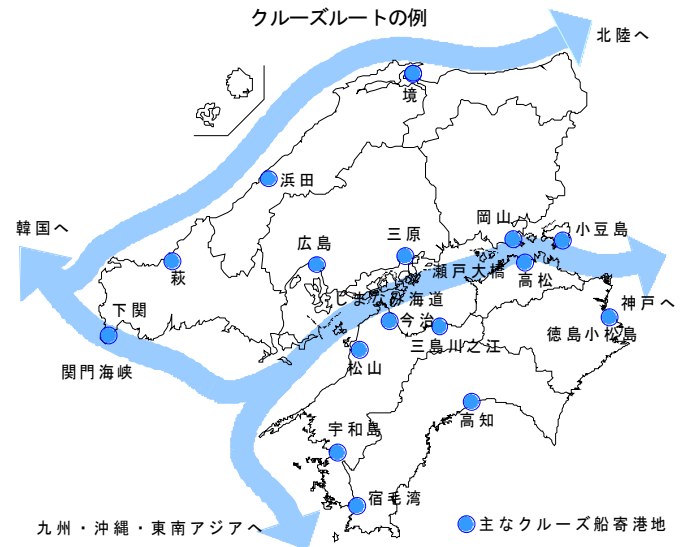 クルーズルートの例
北陸へ
境
浜田
韓国へ
岡山
小豆島
広島
三原
萩
瀬戸大橋
高松
しまなみ海道
下関
神戸へ
今治
徳島小松島
三島川之江
関門海峡
松山
高知
宇和島
宿毛湾
九州・沖縄・東南アジアへ
主なクルーズ船寄港地